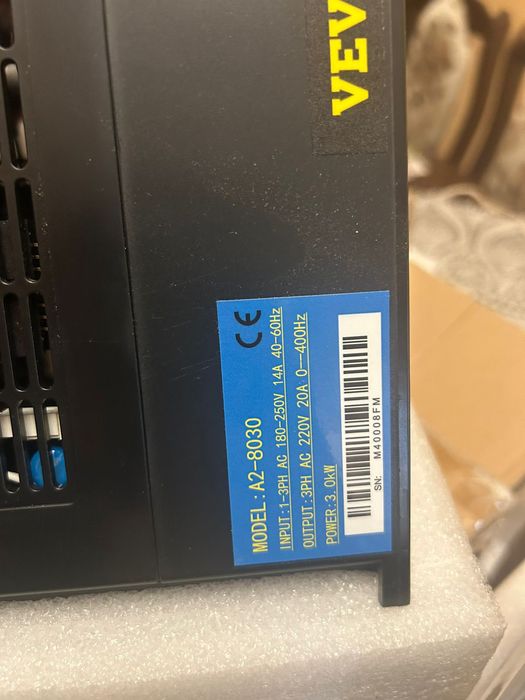 VEV
CE
MODEL:A2-8030
INPUT:1-3PH AC 180-250V 14A 40-60Hz
OUTPUT:3PH AC 220V 20A 0--400Hz
POWER:3.0kW
SN: M40008FM